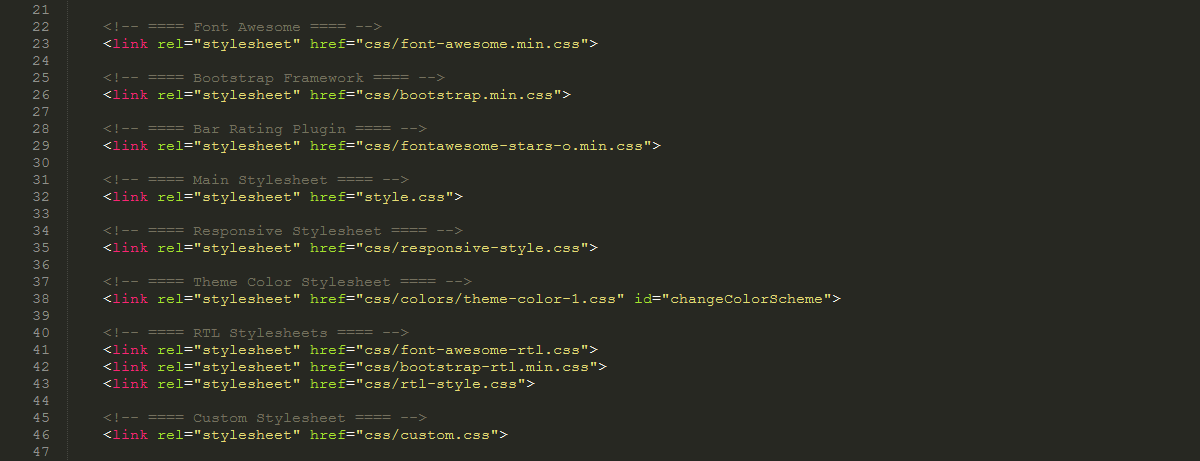 21
22 <!-- ==== Font Awesome ==== -->
23 <link rel="stylesheet" href="css/font-awesome.min.css">
24
25 <!-- ==== Bootstrap Framework ==== -->
26 <link rel="stylesheet" href="css/bootstrap.min.css">
27
28 <!-- ==== Bar Rating Plugin ==== -->
29 <link rel="stylesheet" href="css/fontawesome-stars-o.min.css">
30
31 <!-- ==== Main Stylesheet ==== -->
32 <link rel="stylesheet" href="style.css">
33
34 <!-- ==== Responsive Stylesheet ==== -->
35 <link rel="stylesheet" href="css/responsive-style.css">
36
37 <!-- ==== Theme Color Stylesheet ==== -->
38 <link rel="stylesheet" href="css/colors/theme-color-1.css" id="changeColorScheme">
39
40 <!-- ==== RTL Stylesheets ==== -->
41 <link rel="stylesheet" href="css/font-awesome-rtl.css">
42 <link rel="stylesheet" href="css/bootstrap-rtl.min.css">
43 <link rel="stylesheet" href="css/rtl-style.css">
44
45 <!-- ==== Custom Stylesheet ==== -->
46 <link rel="stylesheet" href="css/custom.css">
47